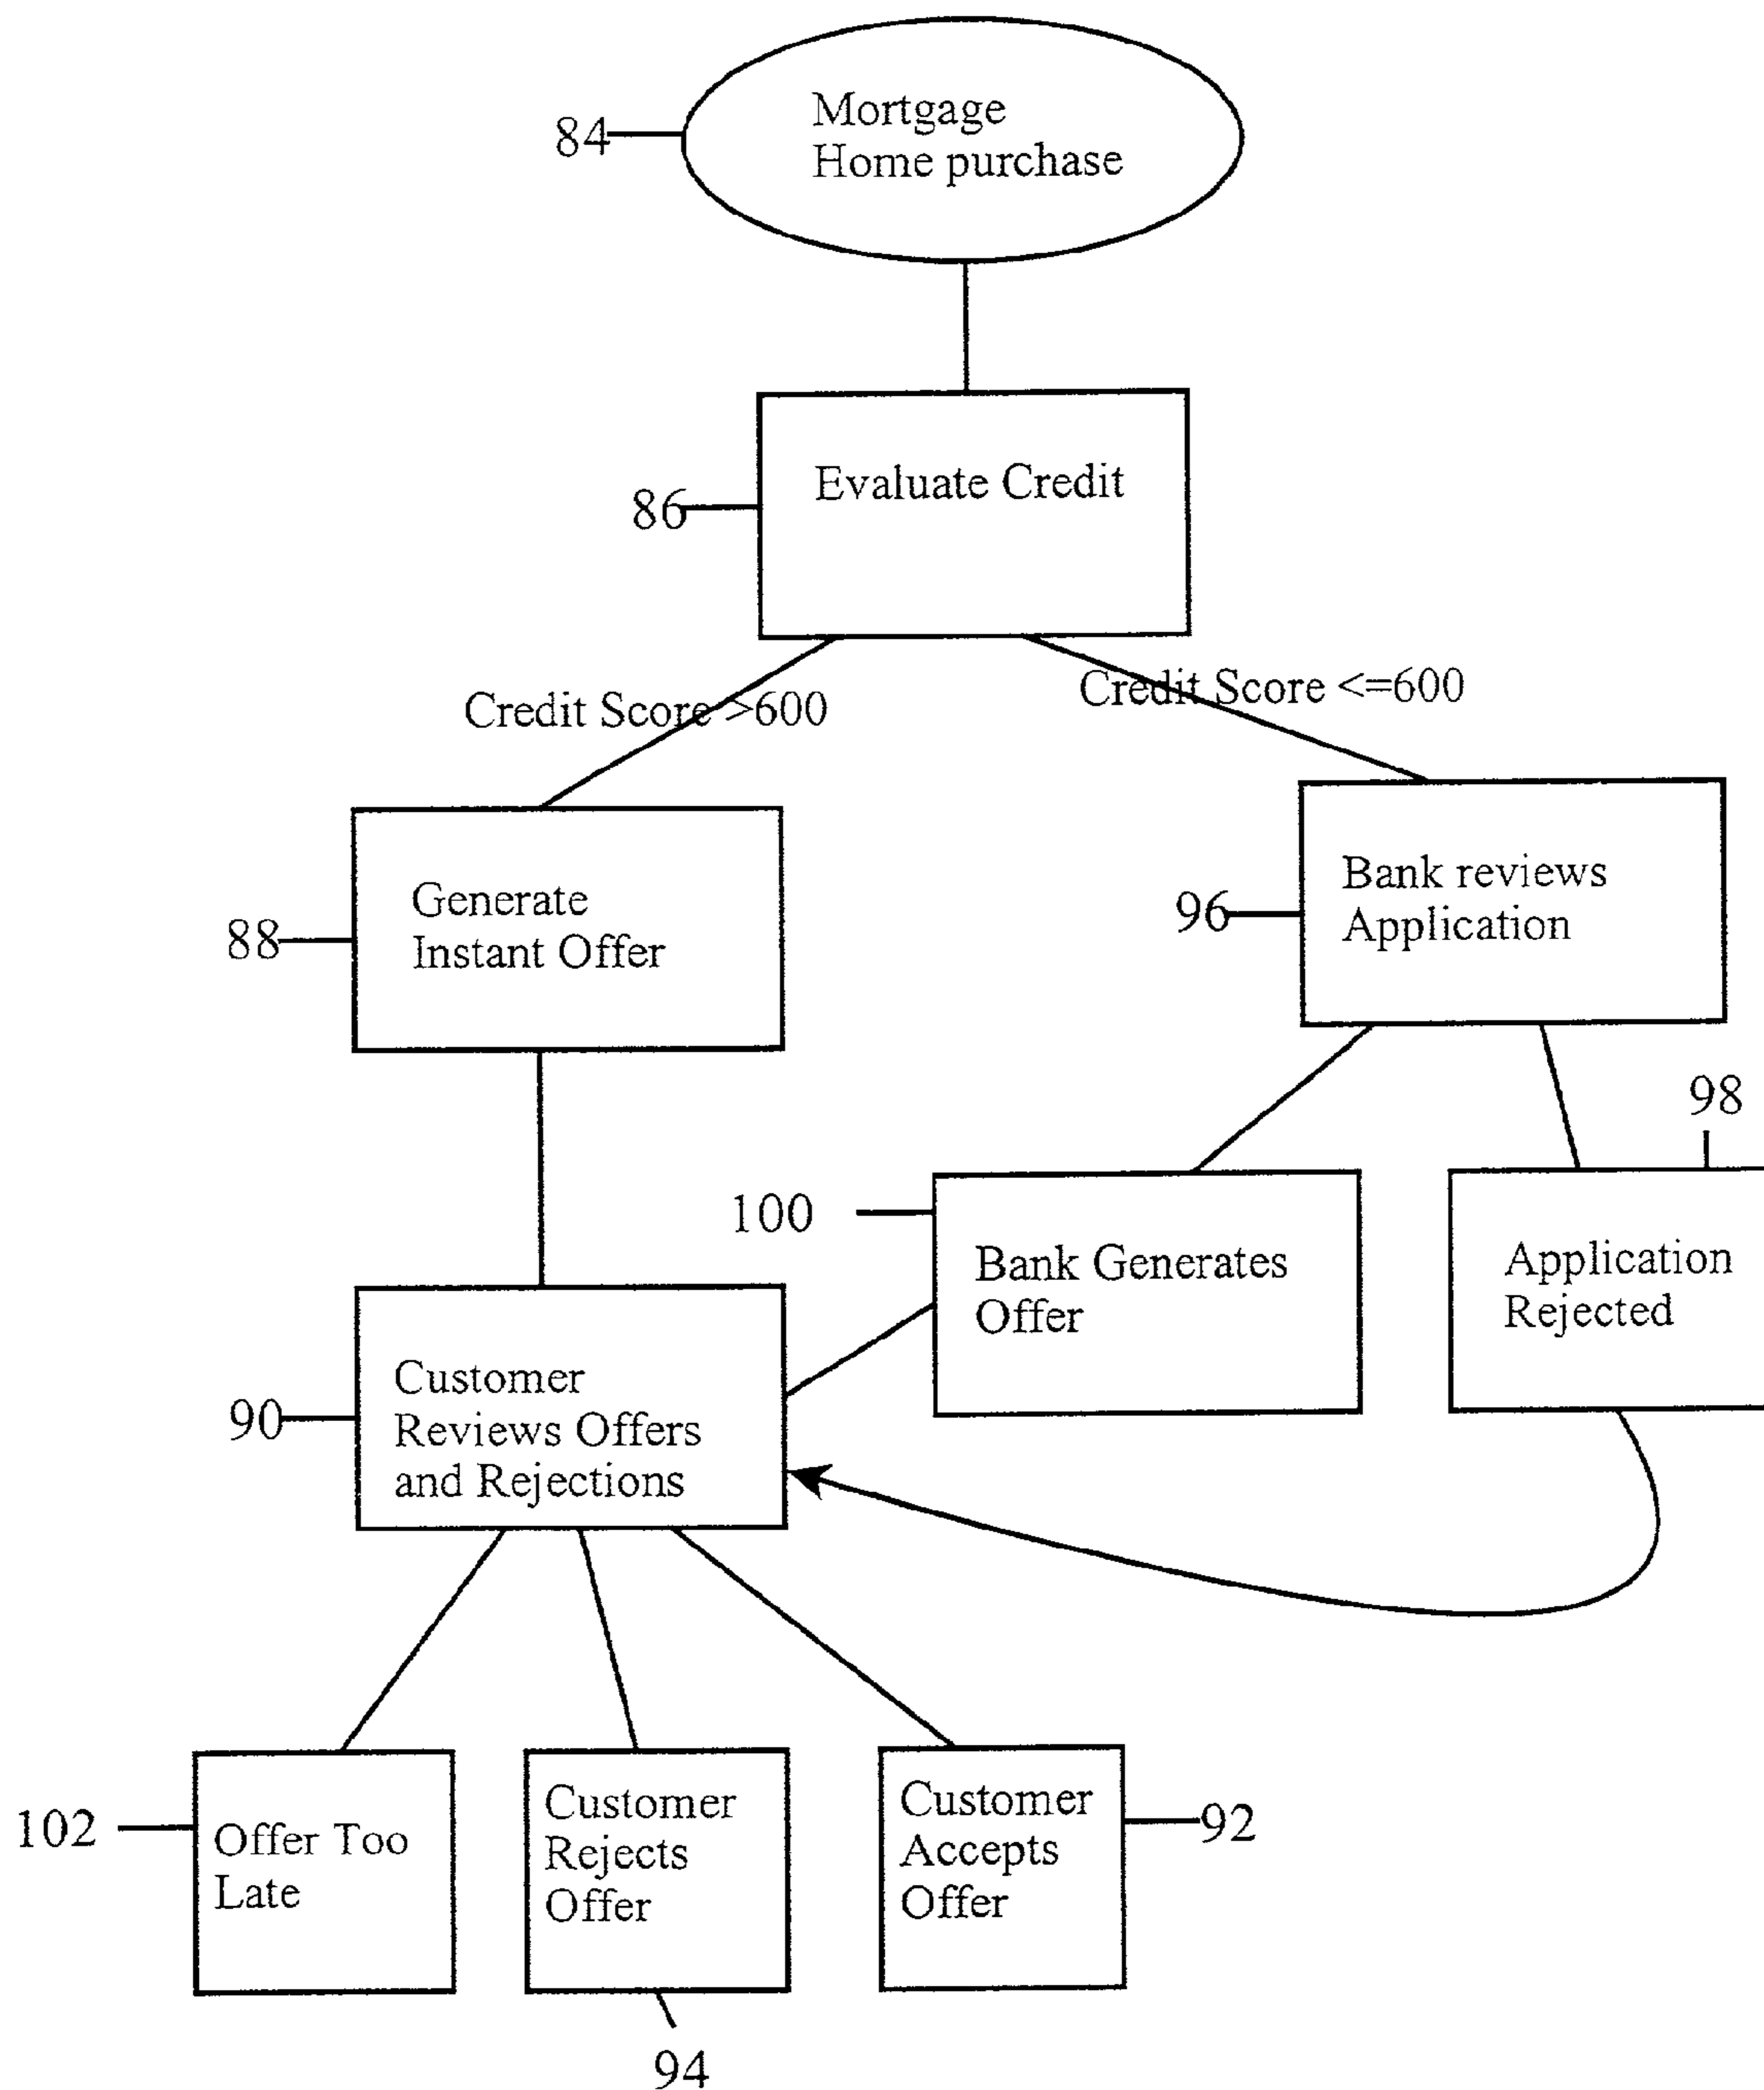 84
Mortgage
Home purchase
86
Evaluate Credit
Credit Score >600
Credit Score <=600
88
Generate
Instant Offer
96
Bank reviews
Application
98
100
Bank Generates
Offer
Application
Rejected
90
Customer
Reviews Offers
and Rejections
102
Offer Too
Late
Customer
Rejects
Offer
Customer
Accepts
Offer
92
94